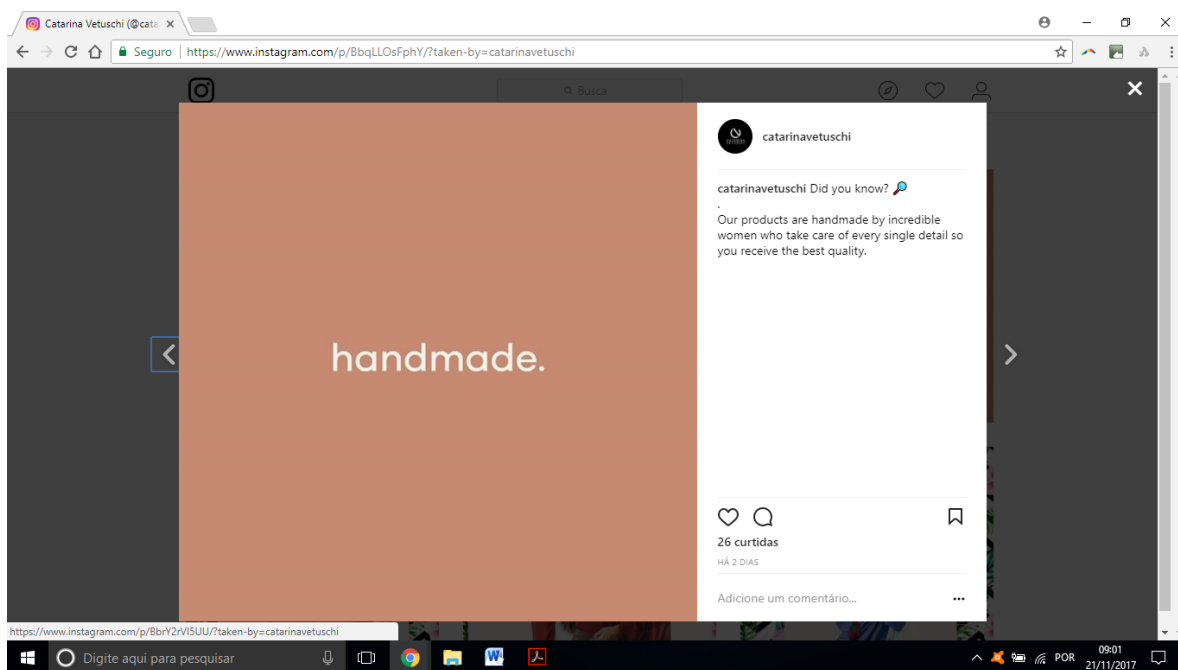 Catarina Vetuschi (@cata
Seguro | https://www.instagram.com/p/BbqLLOsFphY/?taken-by=catarinavetuschi
Busca
catarinavetuschi
catarinavetuschi Did you know? 🔎
.
Our products are handmade by incredible
women who take care of every single detail so
you receive the best quality.
handmade.
26 curtidas
HÁ 2 DIAS
Adicione um comentário...
https://www.instagram.com/p/BbrY2rVI5UU/?taken-by=catarinavetuschi
Digite aqui para pesquisar
POR
09:01
21/11/2017